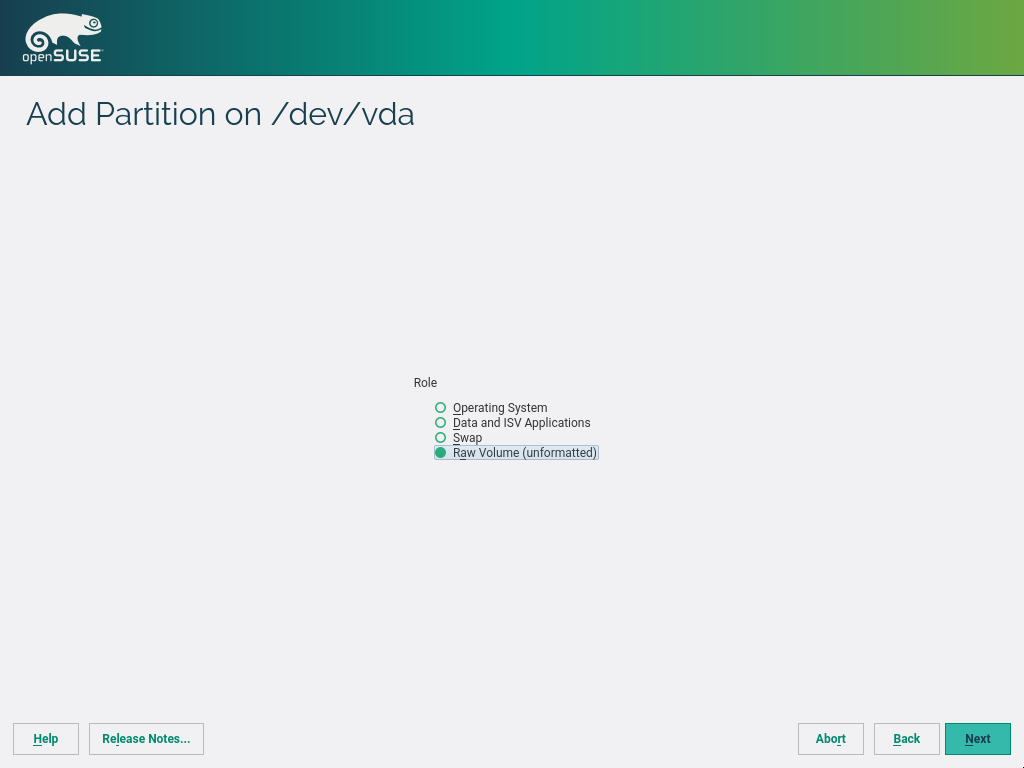 openSUSE
Add Partition on /dev/vda
Role
Operating System
Data and ISV Applications
Swap
Raw Volume (unformatted)
Help
Release Notes...
Abort
Back
Next